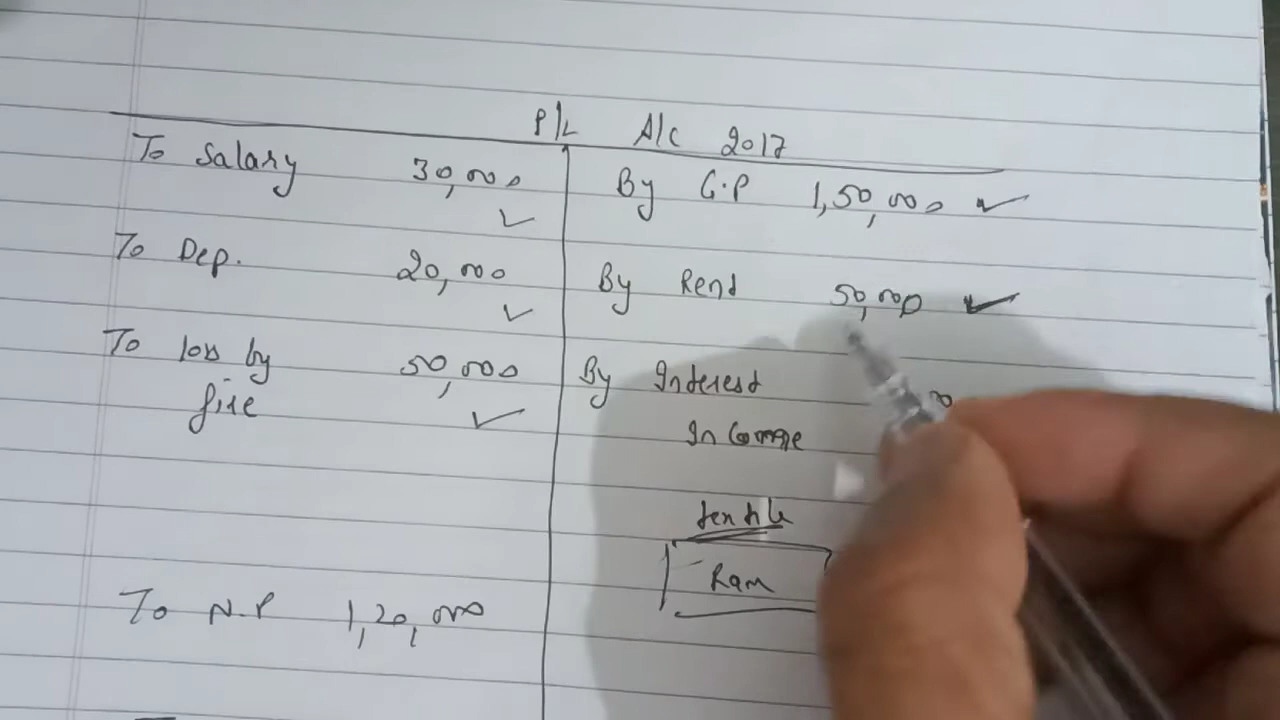 P/L A/C 2017
To Salary 30,000
By G.P 1,50,000
To Dep. 20,000
By Rent 50,000
To loss by 50,000
fire
By Interest
Income
textile
Ram
To N.P 1,20,000